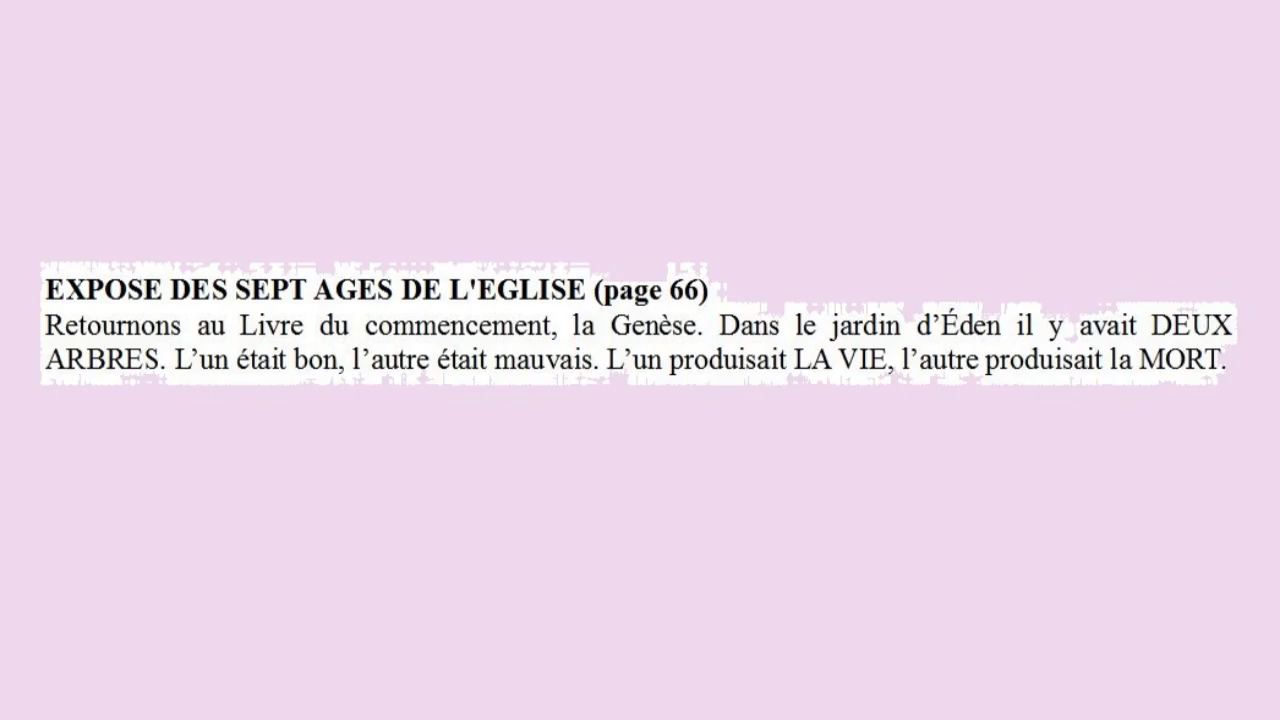 EXPOSE DES SEPT AGES DE L'EGLISE (page 66)
Retournons au Livre du commencement, la Genèse. Dans le jardin d’Éden il y avait DEUX
ARBRES. L’un était bon, l’autre était mauvais. L’un produisait LA VIE, l’autre produisait la MORT.